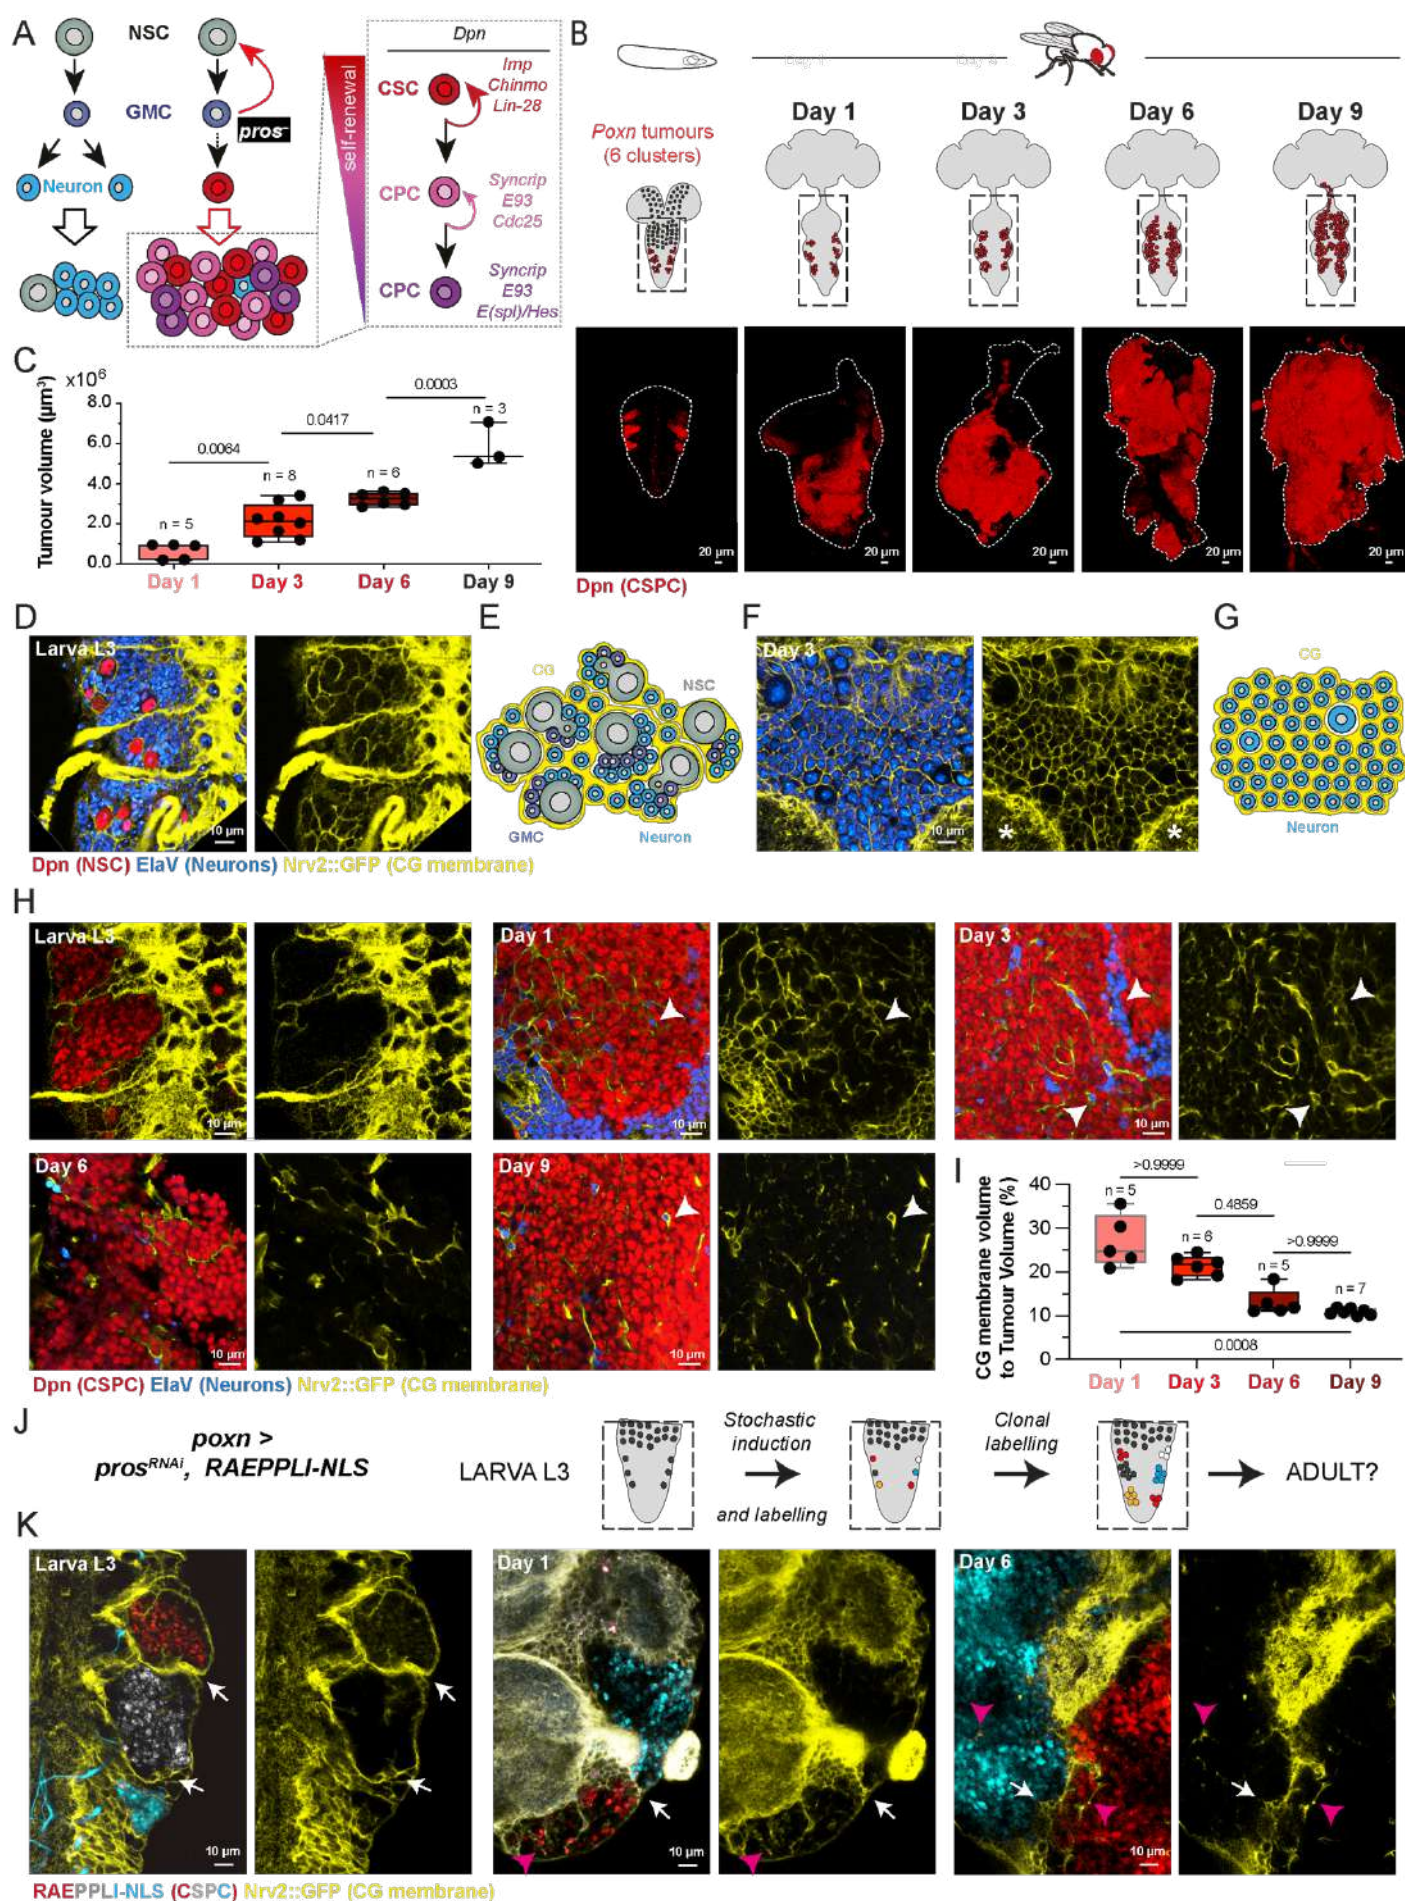 A
NSC
GMC
pros⁻
Neuron
self-renewal
Dpn
CSC
Imp
Chinmo
Lin-28
CPC
Syncrip
E93
Cdc25
CPC
Syncrip
E93
E(spl)/Hes
B
Poxn tumours
(6 clusters)
Day 1
Day 3
Day 6
Day 9
20 µm
20 µm
20 µm
20 µm
20 µm
Dpn (CSPC)
C
Tumour volume (µm³)
x10⁶
8.0
6.0
4.0
2.0
0.0
0.0064
0.0417
0.0003
n = 5
n = 8
n = 6
n = 3
Day 1
Day 3
Day 6
Day 9
D
Larva L3
10 µm
Dpn (NSC) ElaV (Neurons) Nrv2::GFP (CG membrane)
E
CG
NSC
GMC
Neuron
F
Day 3
10 µm
*
*
G
CG
Neuron
H
Larva L3
10 µm
Day 1
10 µm
Day 3
10 µm
Day 6
10 µm
Day 9
10 µm
Dpn (CSPC) ElaV (Neurons) Nrv2::GFP (CG membrane)
I
CG membrane volume
to Tumour Volume (%)
40
30
20
10
0
>0.9999
0.4859
>0.9999
0.0008
n = 5
n = 6
n = 5
n = 7
Day 1
Day 3
Day 6
Day 9
J
poxn >
pros^RNAi, RAEPPLI-NLS
LARVA L3
Stochastic
induction
and labelling
Clonal
labelling
ADULT?
K
Larva L3
10 µm
Day 1
10 µm
Day 6
10 µm
RAEPPLI-NLS (CSPC) Nrv2::GFP (CG membrane)